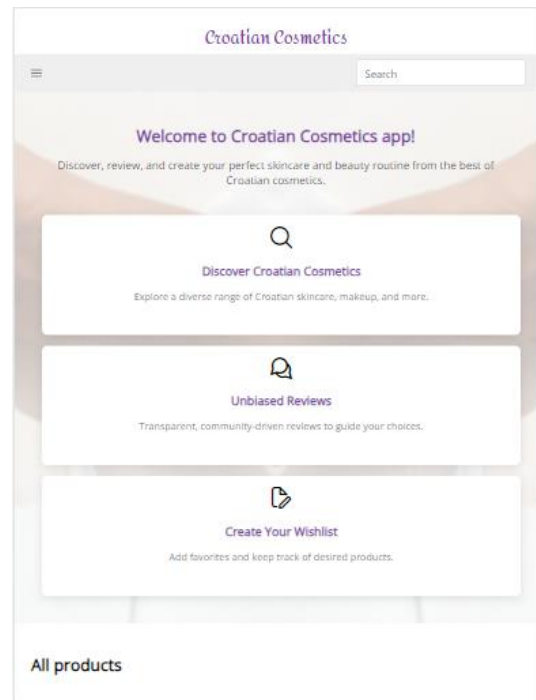 Croatian Cosmetics
Search
Welcome to Croatian Cosmetics app!
Discover, review, and create your perfect skincare and beauty routine from the best of
Croatian cosmetics.
Discover Croatian Cosmetics
Explore a diverse range of Croatian skincare, makeup, and more.
Unbiased Reviews
Transparent, community-driven reviews to guide your choices.
Create Your Wishlist
Add favorites and keep track of desired products.
All products